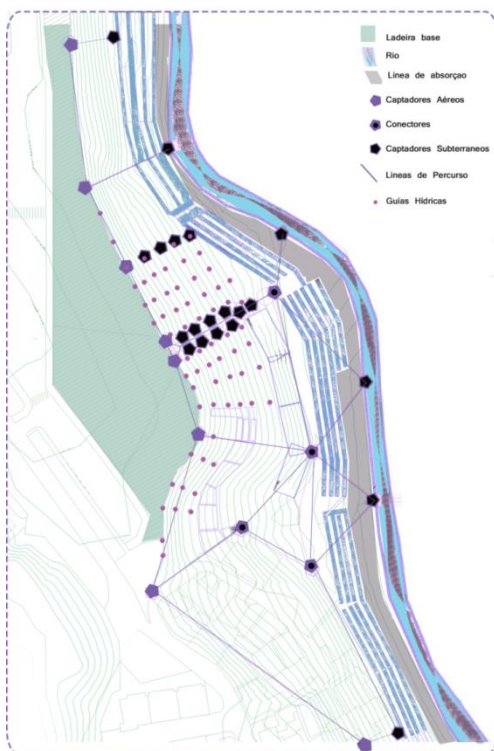 Ladeira base
Rio
Linea de absorçao
Captadores Aéreos
Conectores
Captadores Subterraneos
Lineas de Percurso
Guías Hídricas